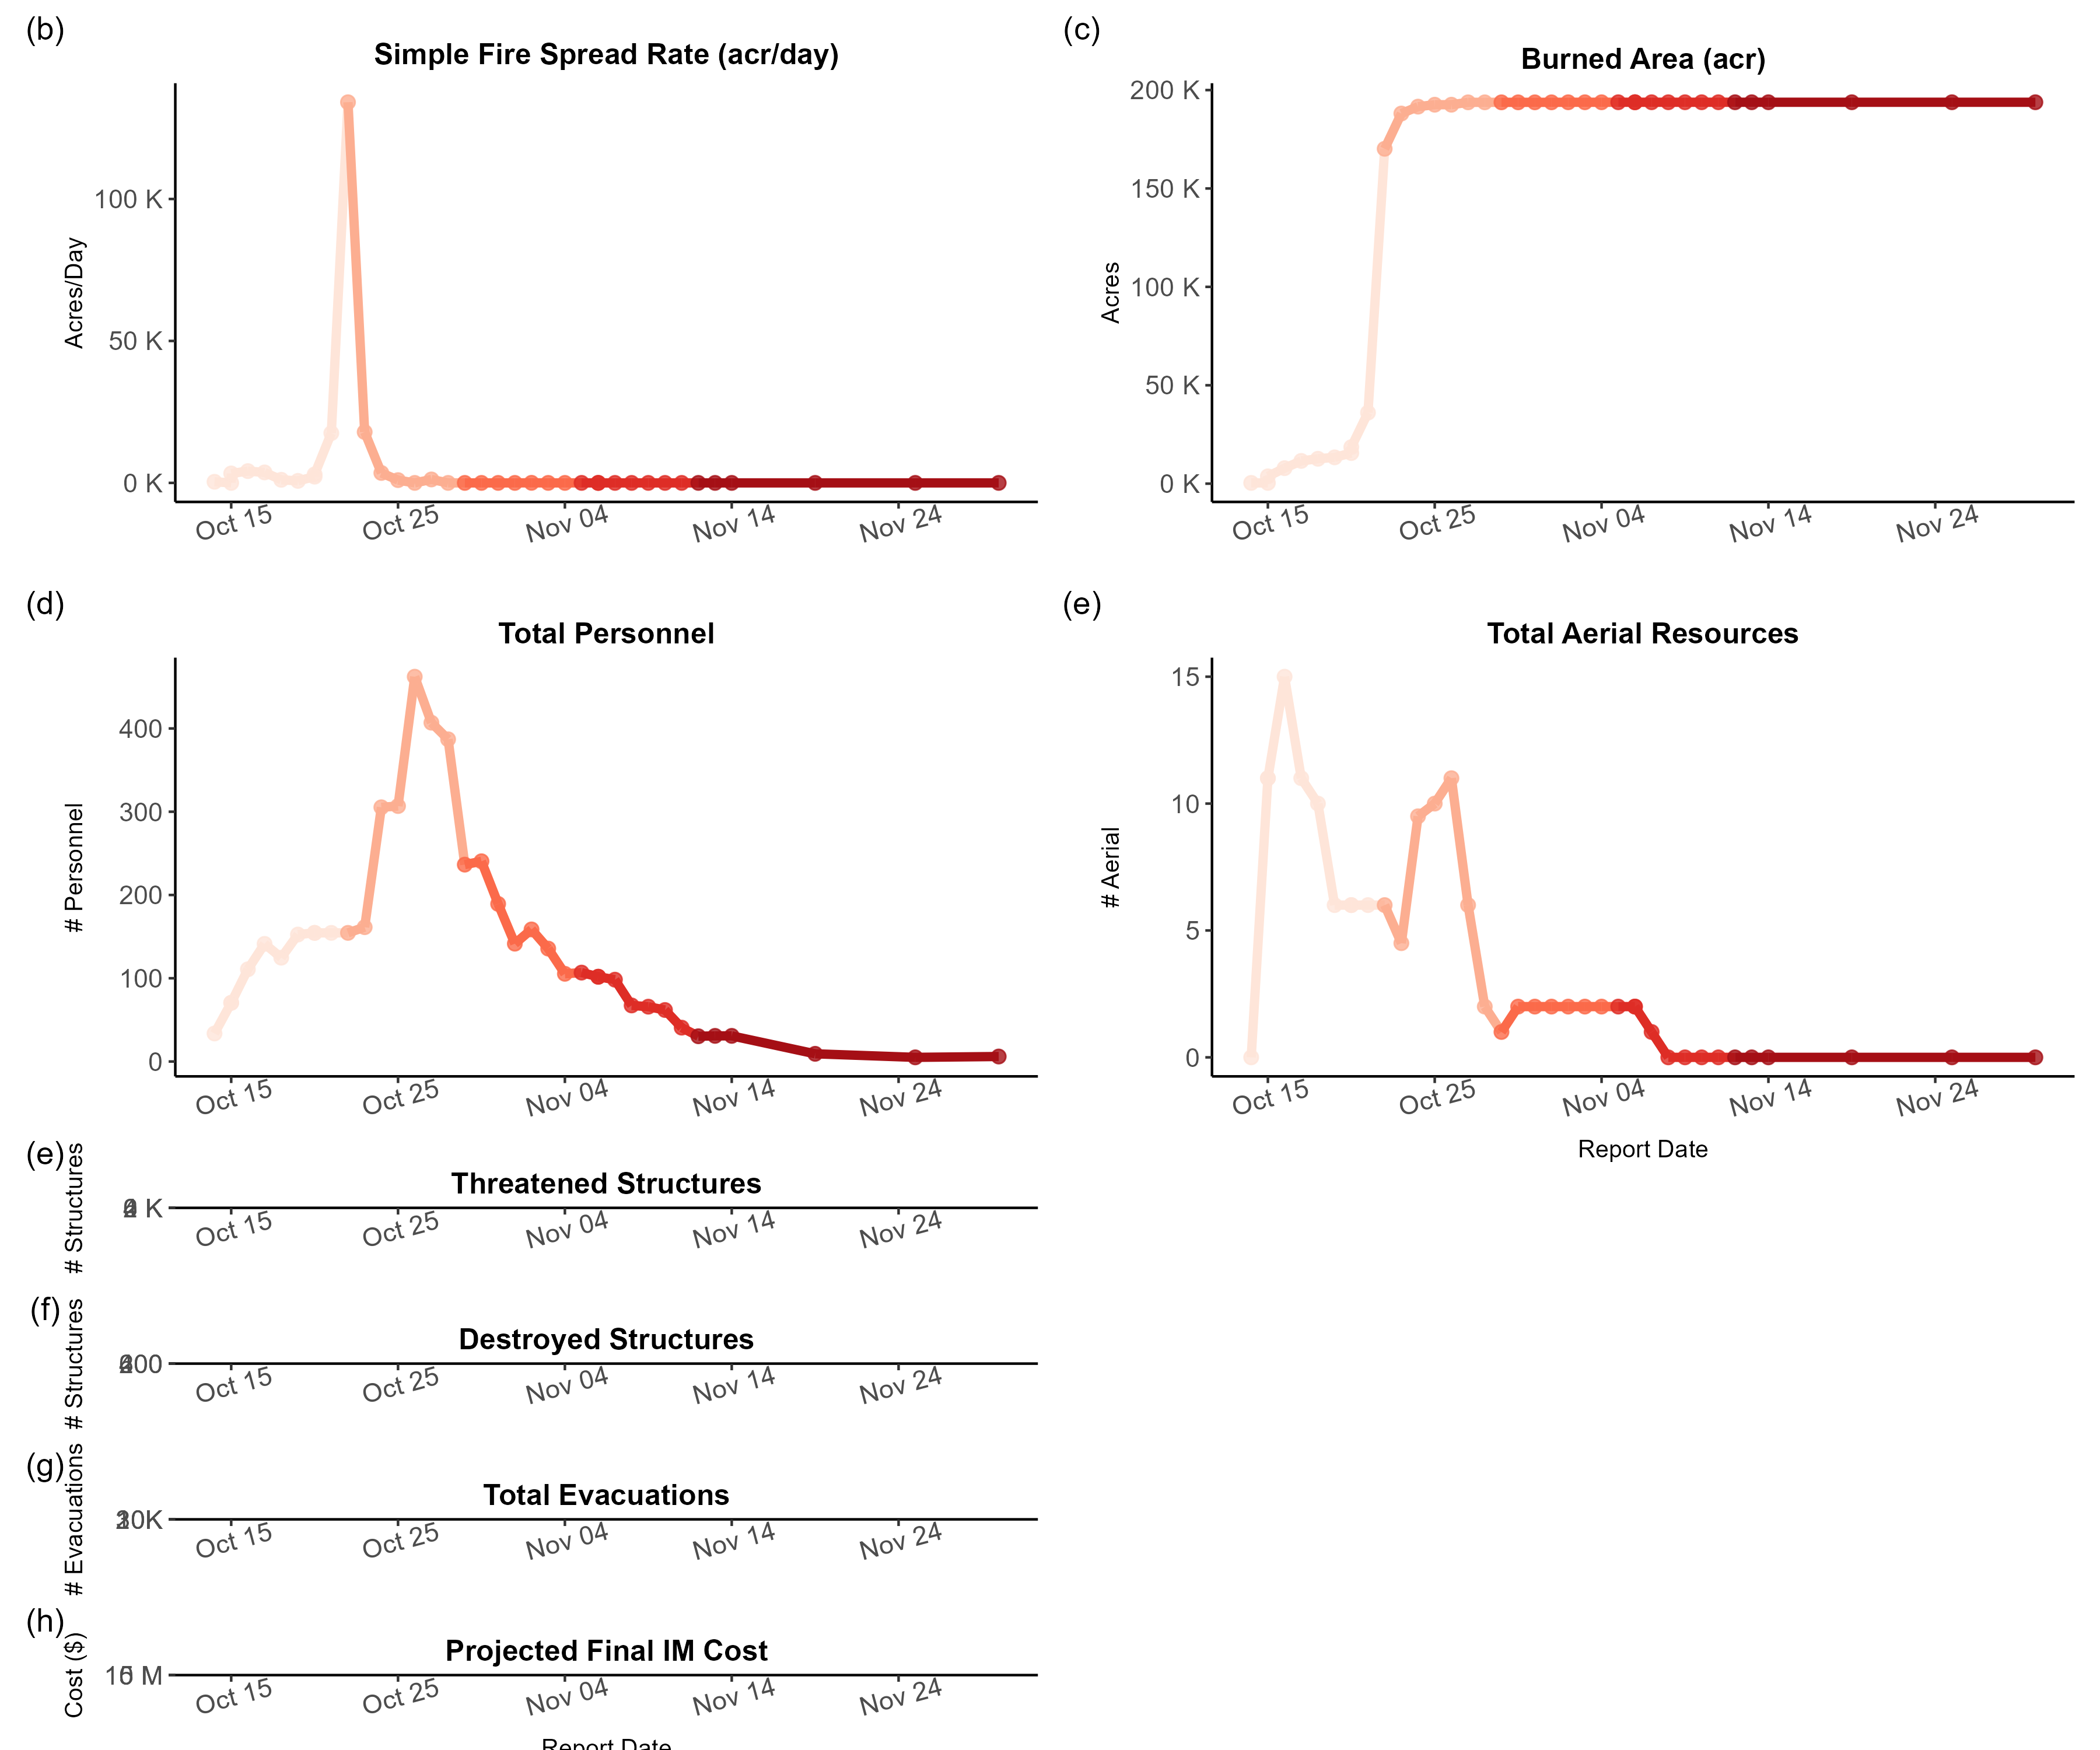 (b)
Simple Fire Spread Rate (acr/day)
Acres/Day
100 K
50 K
0 K
Oct 15
Oct 25
Nov 04
Nov 14
Nov 24
(c)
Burned Area (acr)
Acres
200 K
150 K
100 K
50 K
0 K
Oct 15
Oct 25
Nov 04
Nov 14
Nov 24
(d)
Total Personnel
# Personnel
400
300
200
100
0
Oct 15
Oct 25
Nov 04
Nov 14
Nov 24
(e)
Total Aerial Resources
# Aerial
15
10
5
0
Oct 15
Oct 25
Nov 04
Nov 14
Nov 24
Report Date
(e)
Threatened Structures
# Structures
Oct 15
Oct 25
Nov 04
Nov 14
Nov 24
(f)
Destroyed Structures
# Structures
Oct 15
Oct 25
Nov 04
Nov 14
Nov 24
(g)
Total Evacuations
# Evacuations
Oct 15
Oct 25
Nov 04
Nov 14
Nov 24
(h)
Projected Final IM Cost
Cost ($)
Oct 15
Oct 25
Nov 04
Nov 14
Nov 24
Report Date